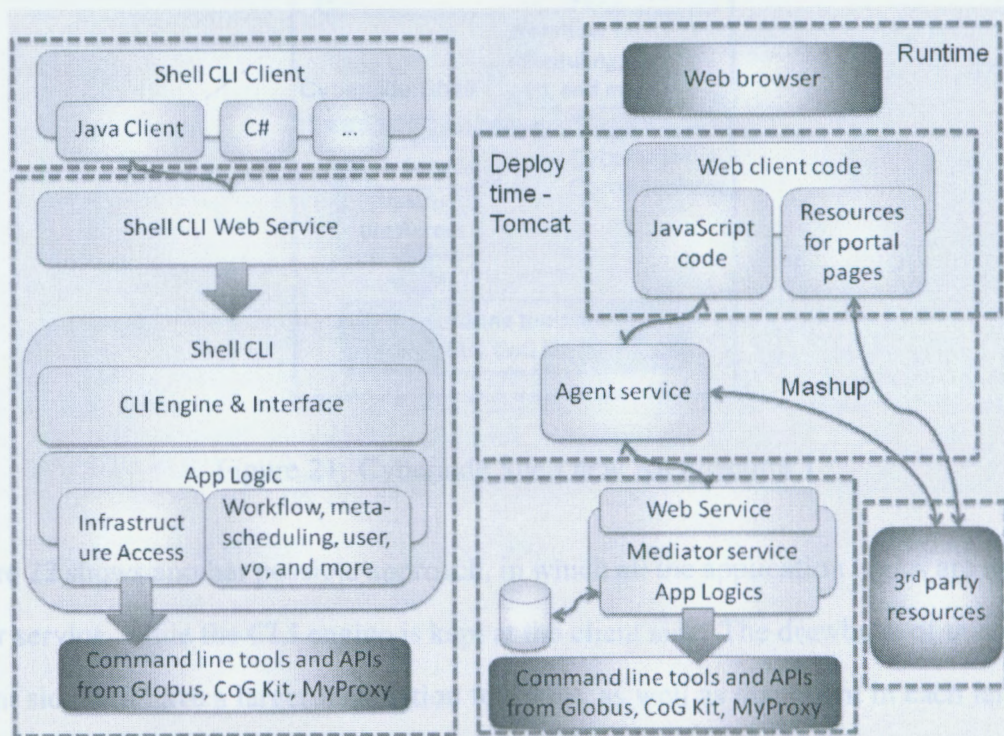 Shell CLI Client
Java Client
C#
...
Shell CLI Web Service
Shell CLI
CLI Engine & Interface
App Logic
Infrastruct
ure Access
Workflow, meta-
scheduling, user,
vo, and more
Command line tools and APIs
from Globus, CoG Kit, MyProxy
Runtime
Web browser
Deploy
time -
Tomcat
Web client code
JavaScript
code
Resources
for portal
pages
Agent service
Mashup
Web Service
Mediator service
App Logics
Command line tools and APIs
from Globus, CoG Kit, MyProxy
3rd party
resources